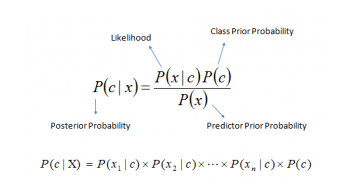 Likelihood
Class Prior Probability
P(c | x) = P(x | c)P(c) / P(x)
Posterior Probability
Predictor Prior Probability
P(c | X) = P(x₁ | c) × P(x₂ | c) × ⋯ × P(xₙ | c) × P(c)